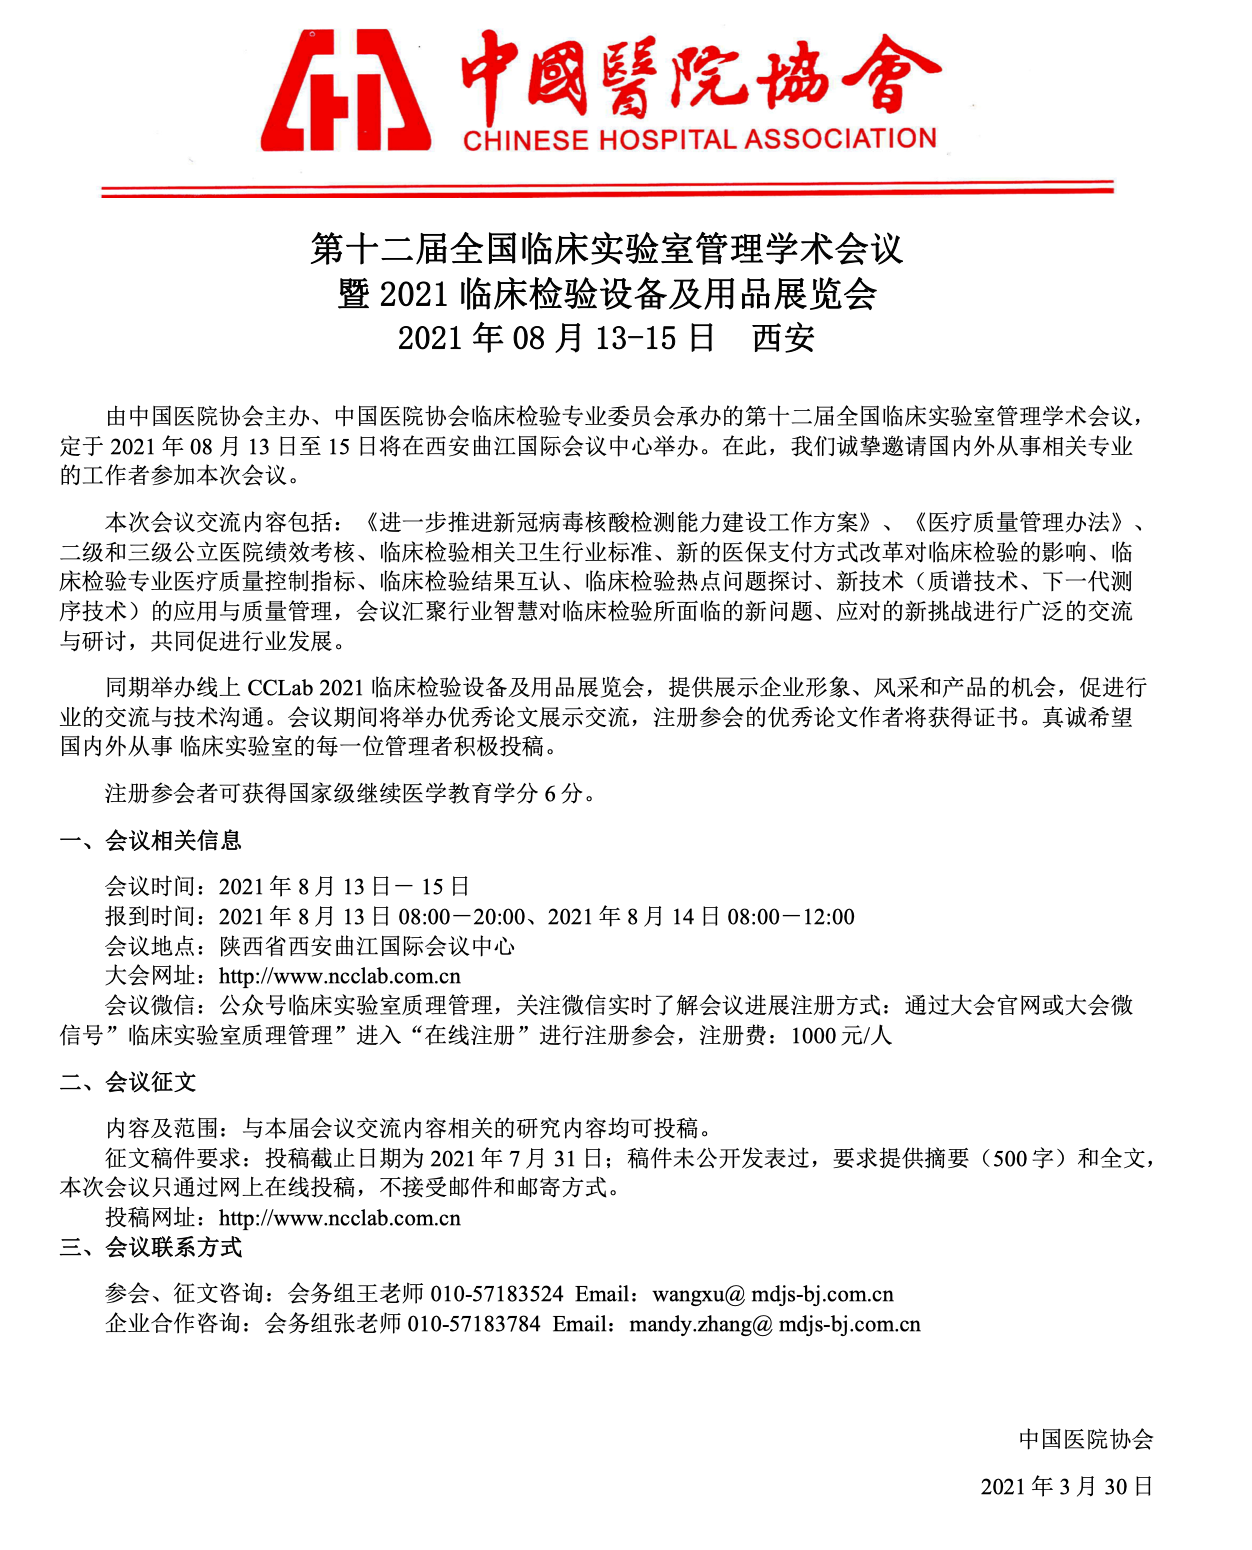 中國醫院協會
CHINESE HOSPITAL ASSOCIATION
第十二届全国临床实验室管理学术会议
暨 2021 临床检验设备及用品展览会
2021 年 08 月 13-15 日 西安
由中国医院协会主办、中国医院协会临床检验专业委员会承办的第十二届全国临床实验室管理学术会议，
定于 2021 年 08 月 13 日至 15 日将在西安曲江国际会议中心举办。在此，我们诚挚邀请国内外从事相关专业
的工作者参加本次会议。
本次会议交流内容包括：《进一步推进新冠病毒核酸检测能力建设工作方案》、《医疗质量管理办法》、
二级和三级公立医院绩效考核、临床检验相关卫生行业标准、新的医保支付方式改革对临床检验的影响、临
床检验专业医疗质量控制指标、临床检验结果互认、临床检验热点问题探讨、新技术（质谱技术、下一代测
序技术）的应用与质量管理，会议汇聚行业智慧对临床检验所面临的新问题、应对的新挑战进行广泛的交流
与研讨，共同促进行业发展。
同期举办线上 CCLab 2021 临床检验设备及用品展览会，提供展示企业形象、风采和产品的机会，促进行
业的交流与技术沟通。会议期间将举办优秀论文展示交流，注册参会的优秀论文作者将获得证书。真诚希望
国内外从事 临床实验室的每一位管理者积极投稿。
注册参会者可获得国家级继续医学教育学分 6 分。
一、会议相关信息
会议时间：2021 年 8 月 13 日－ 15 日
报到时间：2021 年 8 月 13 日 08:00－20:00、2021 年 8 月 14 日 08:00－12:00
会议地点：陕西省西安曲江国际会议中心
大会网址：http://www.ncclab.com.cn
会议微信：公众号临床实验室质理管理，关注微信实时了解会议进展注册方式：通过大会官网或大会微
信号”临床实验室质理管理”进入“在线注册”进行注册参会，注册费：1000 元/人
二、会议征文
内容及范围：与本届会议交流内容相关的研究内容均可投稿。
征文稿件要求：投稿截止日期为 2021 年 7 月 31 日；稿件未公开发表过，要求提供摘要（500 字）和全文，
本次会议只通过网上在线投稿，不接受邮件和邮寄方式。
投稿网址：http://www.ncclab.com.cn
三、会议联系方式
参会、征文咨询：会务组王老师 010-57183524 Email：wangxu@ mdjs-bj.com.cn
企业合作咨询：会务组张老师 010-57183784 Email：mandy.zhang@ mdjs-bj.com.cn
中国医院协会
2021 年 3 月 30 日